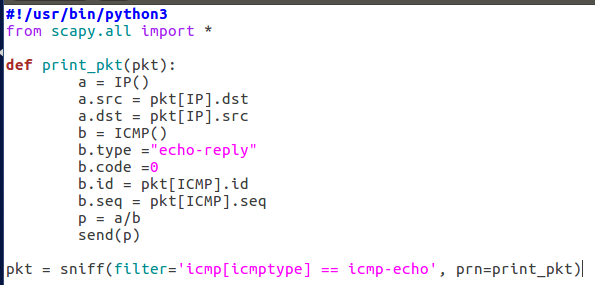 #!/usr/bin/python3
from scapy.all import *
def print_pkt(pkt):
a = IP()
a.src = pkt[IP].dst
a.dst = pkt[IP].src
b = ICMP()
b.type ="echo-reply"
b.code =0
b.id = pkt[ICMP].id
b.seq = pkt[ICMP].seq
p = a/b
send(p)
pkt = sniff(filter='icmp[icmptype] == icmp-echo', prn=print_pkt)